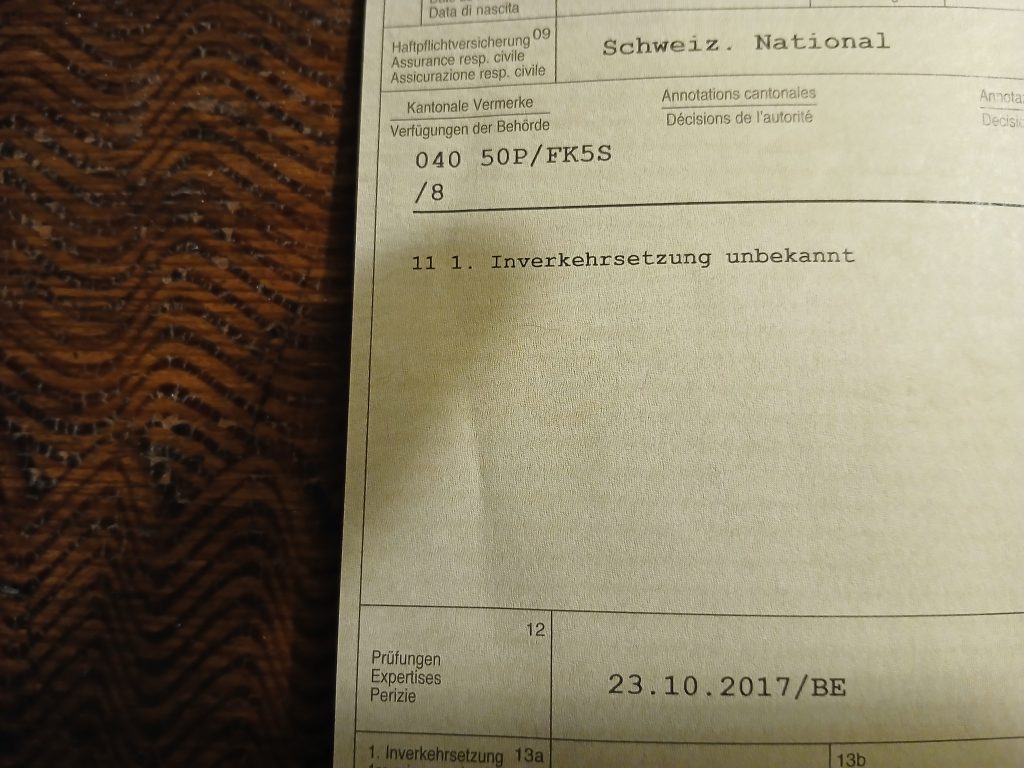 Data di nascita
Haftpflichtversicherung 09
Assurance resp. civile
Assicurazione resp. civile
Schweiz. National
Kantonale Vermerke
Verfügungen der Behörde
Annotations cantonales
Décisions de l'autorité
040 50P/FK5S
/8
11 1. Inverkehrsetzung unbekannt
12
Prüfungen
Expertises
Perizie
23.10.2017/BE
1. Inverkehrsetzung 13a
13b